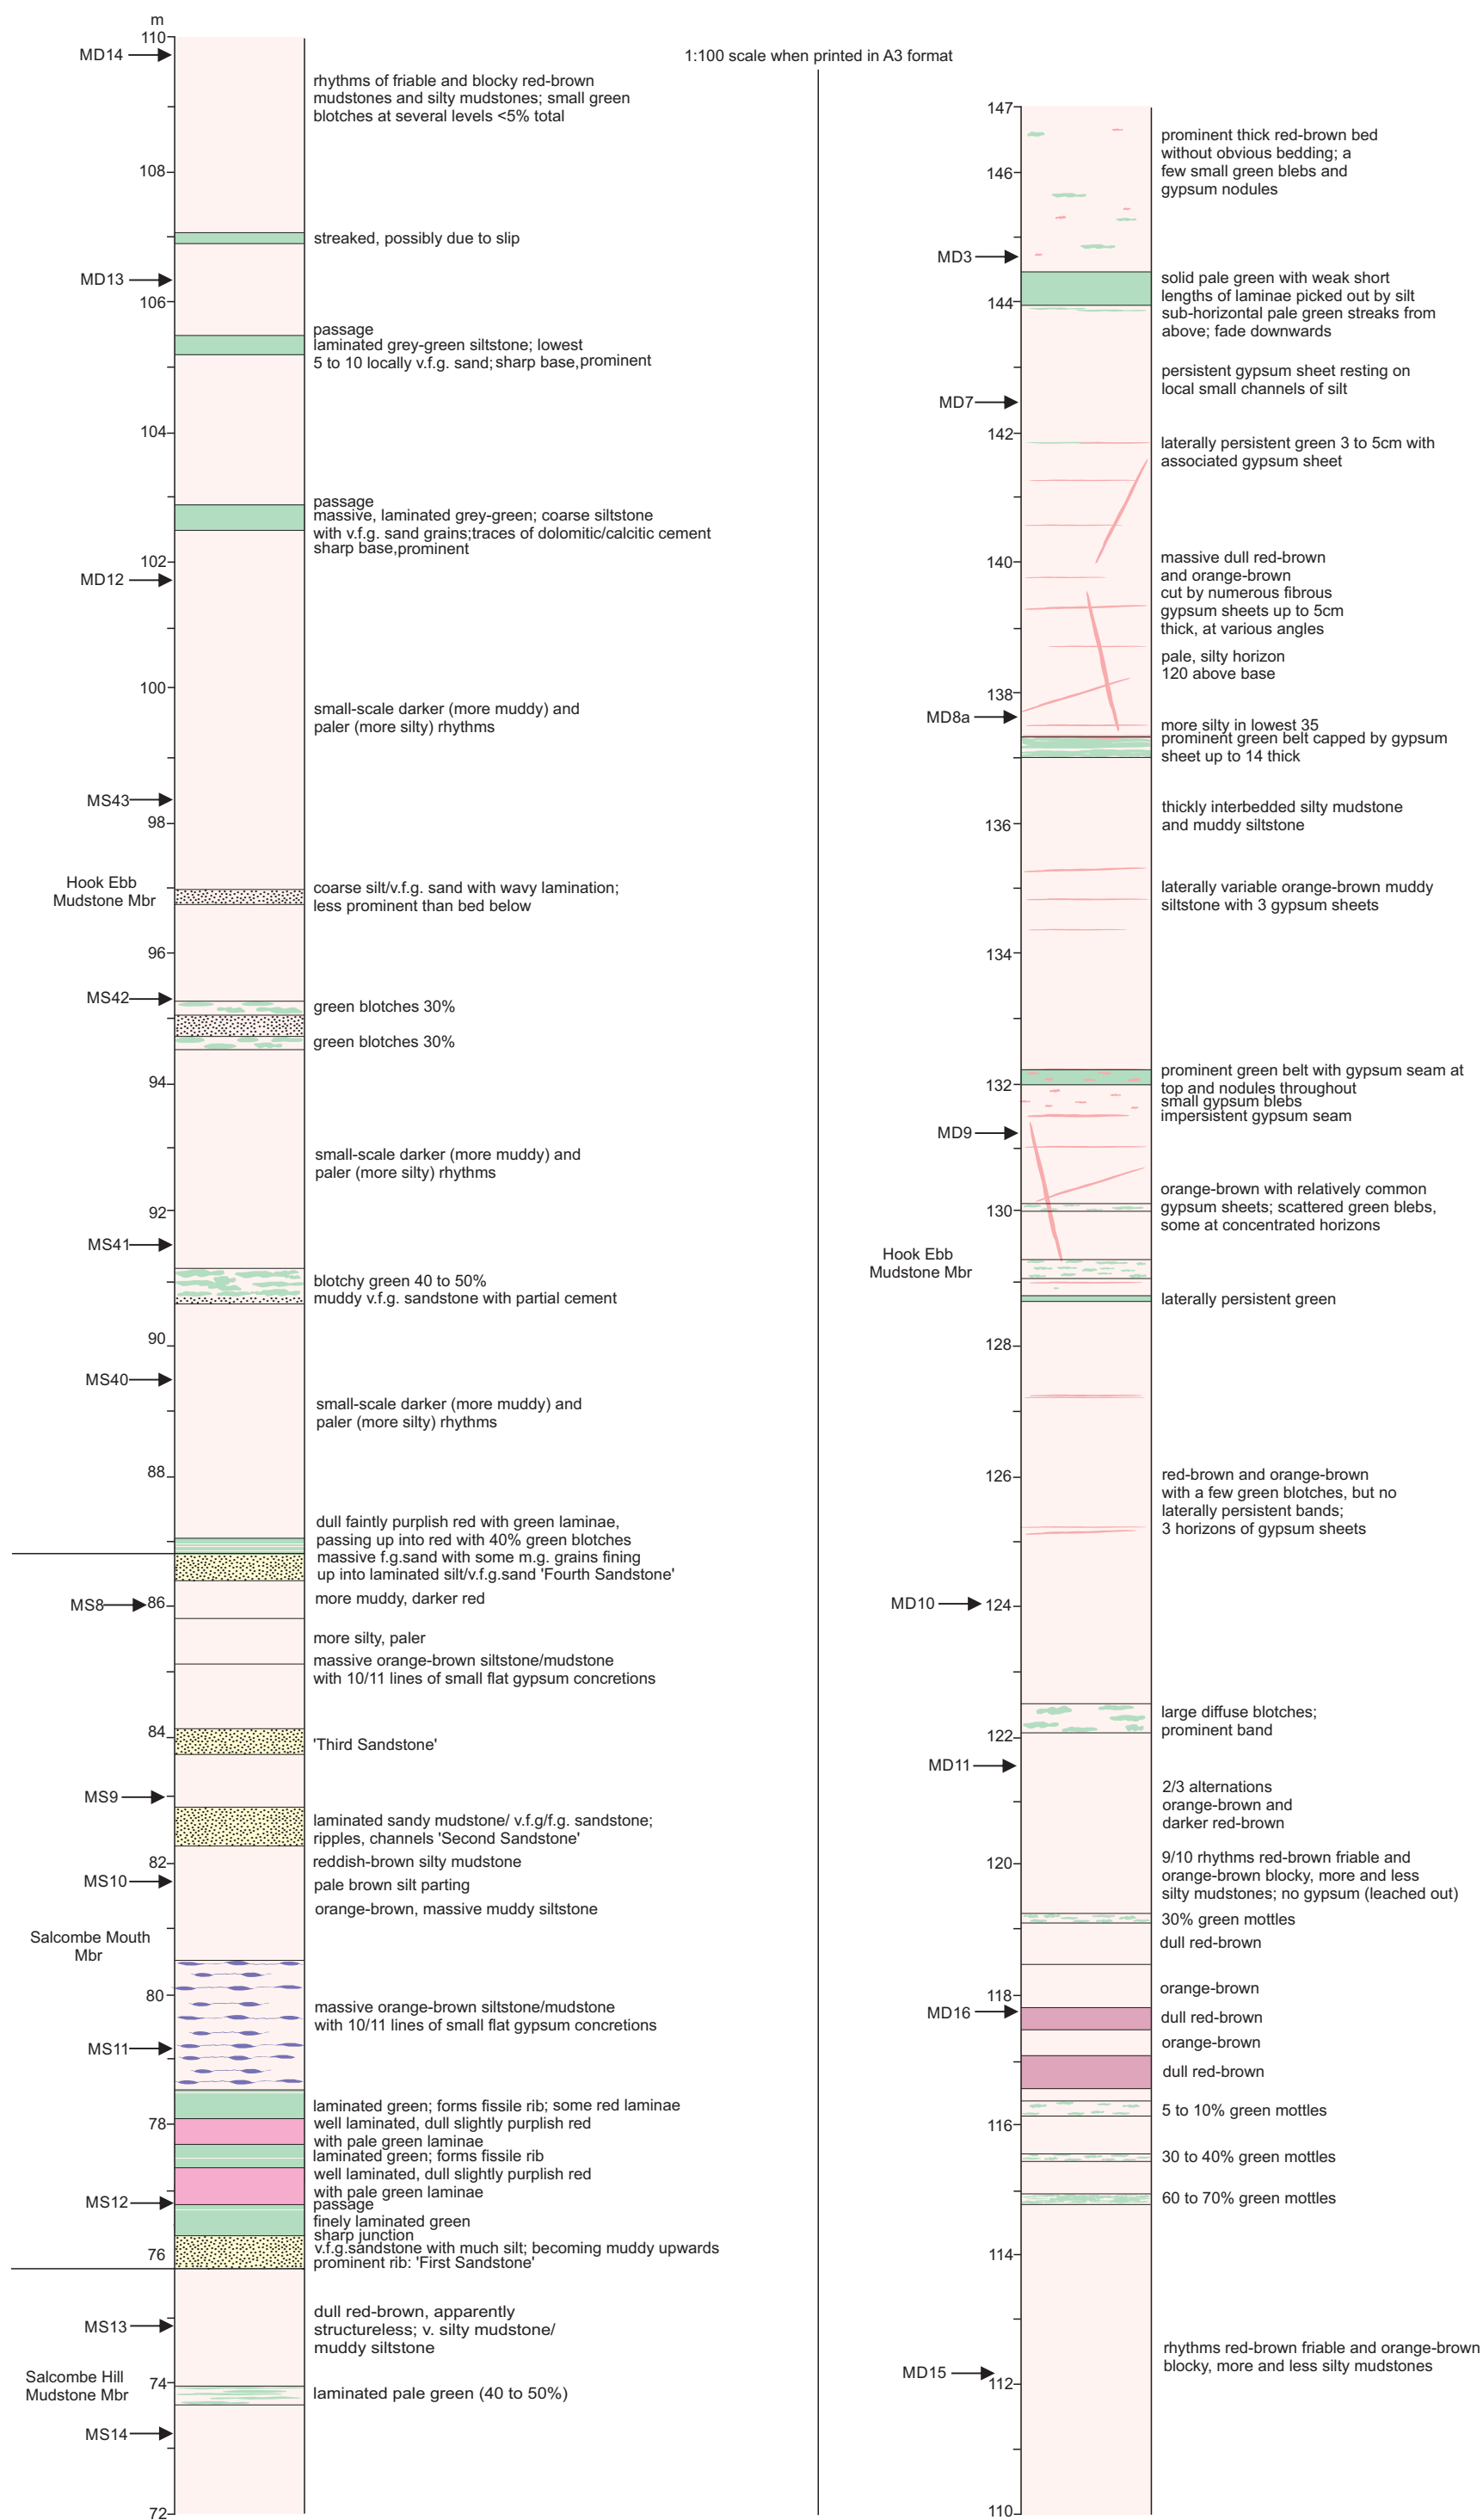 m
110
MD14
1:100 scale when printed in A3 format
rhythms of friable and blocky red-brown
mudstones and silty mudstones; small green
blotches at several levels <5% total
108
streaked, possibly due to slip
MD13
106
passage
laminated grey-green siltstone; lowest
5 to 10 locally v.f.g. sand; sharp base, prominent
104
passage
massive, laminated grey-green; coarse siltstone
with v.f.g. sand grains;traces of dolomitic/calcitic cement
sharp base, prominent
102
MD12
100
small-scale darker (more muddy) and
paler (more silty) rhythms
MS43
98
Hook Ebb
Mudstone Mbr
coarse silt/v.f.g. sand with wavy lamination;
less prominent than bed below
96
MS42
green blotches 30%
green blotches 30%
94
small-scale darker (more muddy) and
paler (more silty) rhythms
92
MS41
blotchy green 40 to 50%
muddy v.f.g. sandstone with partial cement
90
MS40
small-scale darker (more muddy) and
paler (more silty) rhythms
88
dull faintly purplish red with green laminae,
passing up into red with 40% green blotches
massive f.g.sand with some m.g. grains fining
up into laminated silt/v.f.g.sand 'Fourth Sandstone'
MS8
86
more muddy, darker red
more silty, paler
massive orange-brown siltstone/mudstone
with 10/11 lines of small flat gypsum concretions
84
'Third Sandstone'
MS9
laminated sandy mudstone/ v.f.g/f.g. sandstone;
ripples, channels 'Second Sandstone'
82
reddish-brown silty mudstone
MS10
pale brown silt parting
orange-brown, massive muddy siltstone
Salcombe Mouth
Mbr
80
massive orange-brown siltstone/mudstone
with 10/11 lines of small flat gypsum concretions
MS11
laminated green; forms fissile rib; some red laminae
78
well laminated, dull slightly purplish red
with pale green laminae
laminated green; forms fissile rib
well laminated, dull slightly purplish red
with pale green laminae
MS12
passage
finely laminated green
sharp junction
v.f.g.sandstone with much silt; becoming muddy upwards
76
prominent rib: 'First Sandstone'
dull red-brown, apparently
structureless; v. silty mudstone/
muddy siltstone
MS13
Salcombe Hill
Mudstone Mbr
74
laminated pale green (40 to 50%)
MS14
72
147
prominent thick red-brown bed
without obvious bedding; a
few small green blebs and
gypsum nodules
146
MD3
solid pale green with weak short
lengths of laminae picked out by silt
144
sub-horizontal pale green streaks from
above; fade downwards
persistent gypsum sheet resting on
local small channels of silt
MD7
142
laterally persistent green 3 to 5cm with
associated gypsum sheet
140
massive dull red-brown
and orange-brown
cut by numerous fibrous
gypsum sheets up to 5cm
thick, at various angles
pale, silty horizon
120 above base
138
MD8a
more silty in lowest 35
prominent green belt capped by gypsum
sheet up to 14 thick
thickly interbedded silty mudstone
and muddy siltstone
136
laterally variable orange-brown muddy
siltstone with 3 gypsum sheets
134
prominent green belt with gypsum seam at
top and nodules throughout
132
small gypsum blebs
impersistent gypsum seam
MD9
orange-brown with relatively common
gypsum sheets; scattered green blebs,
some at concentrated horizons
130
Hook Ebb
Mudstone Mbr
laterally persistent green
128
126
red-brown and orange-brown
with a few green blotches, but no
laterally persistent bands;
3 horizons of gypsum sheets
MD10
124
large diffuse blotches;
prominent band
122
MD11
2/3 alternations
orange-brown and
darker red-brown
120
9/10 rhythms red-brown friable and
orange-brown blocky, more and less
silty mudstones; no gypsum (leached out)
30% green mottles
dull red-brown
orange-brown
118
MD16
dull red-brown
orange-brown
dull red-brown
5 to 10% green mottles
116
30 to 40% green mottles
60 to 70% green mottles
114
rhythms red-brown friable and orange-brown
blocky, more and less silty mudstones
MD15
112
110